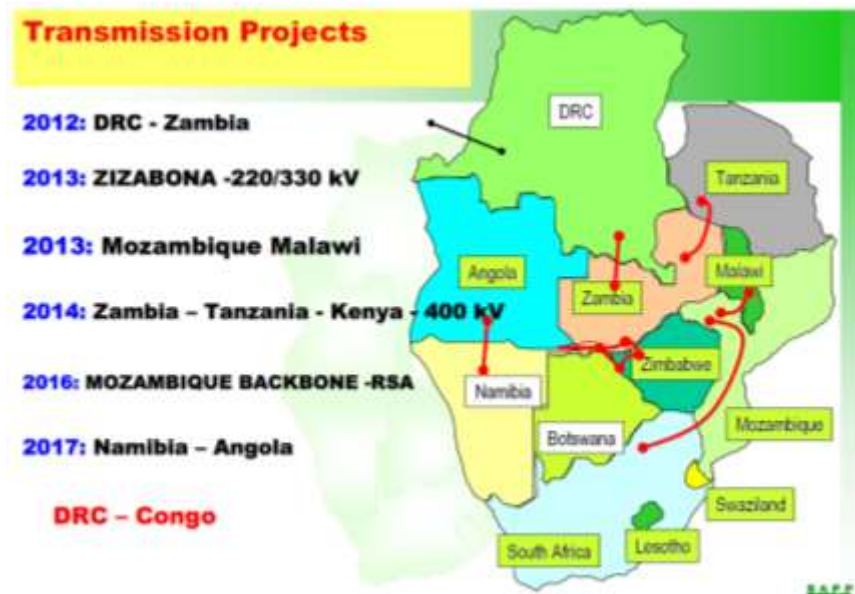 Transmission Projects
2012: DRC - Zambia
2013: ZIZABONA -220/330 kV
2013: Mozambique Malawi
2014: Zambia – Tanzania - Kenya - 400 kV
2016: MOZAMBIQUE BACKBONE -RSA
2017: Namibia – Angola
DRC – Congo
DRC
Tanzania
Angola
Malawi
Zambia
Zimbabwe
Namibia
Mozambique
Botswana
Swaziland
South Africa
Lesotho
SAPP